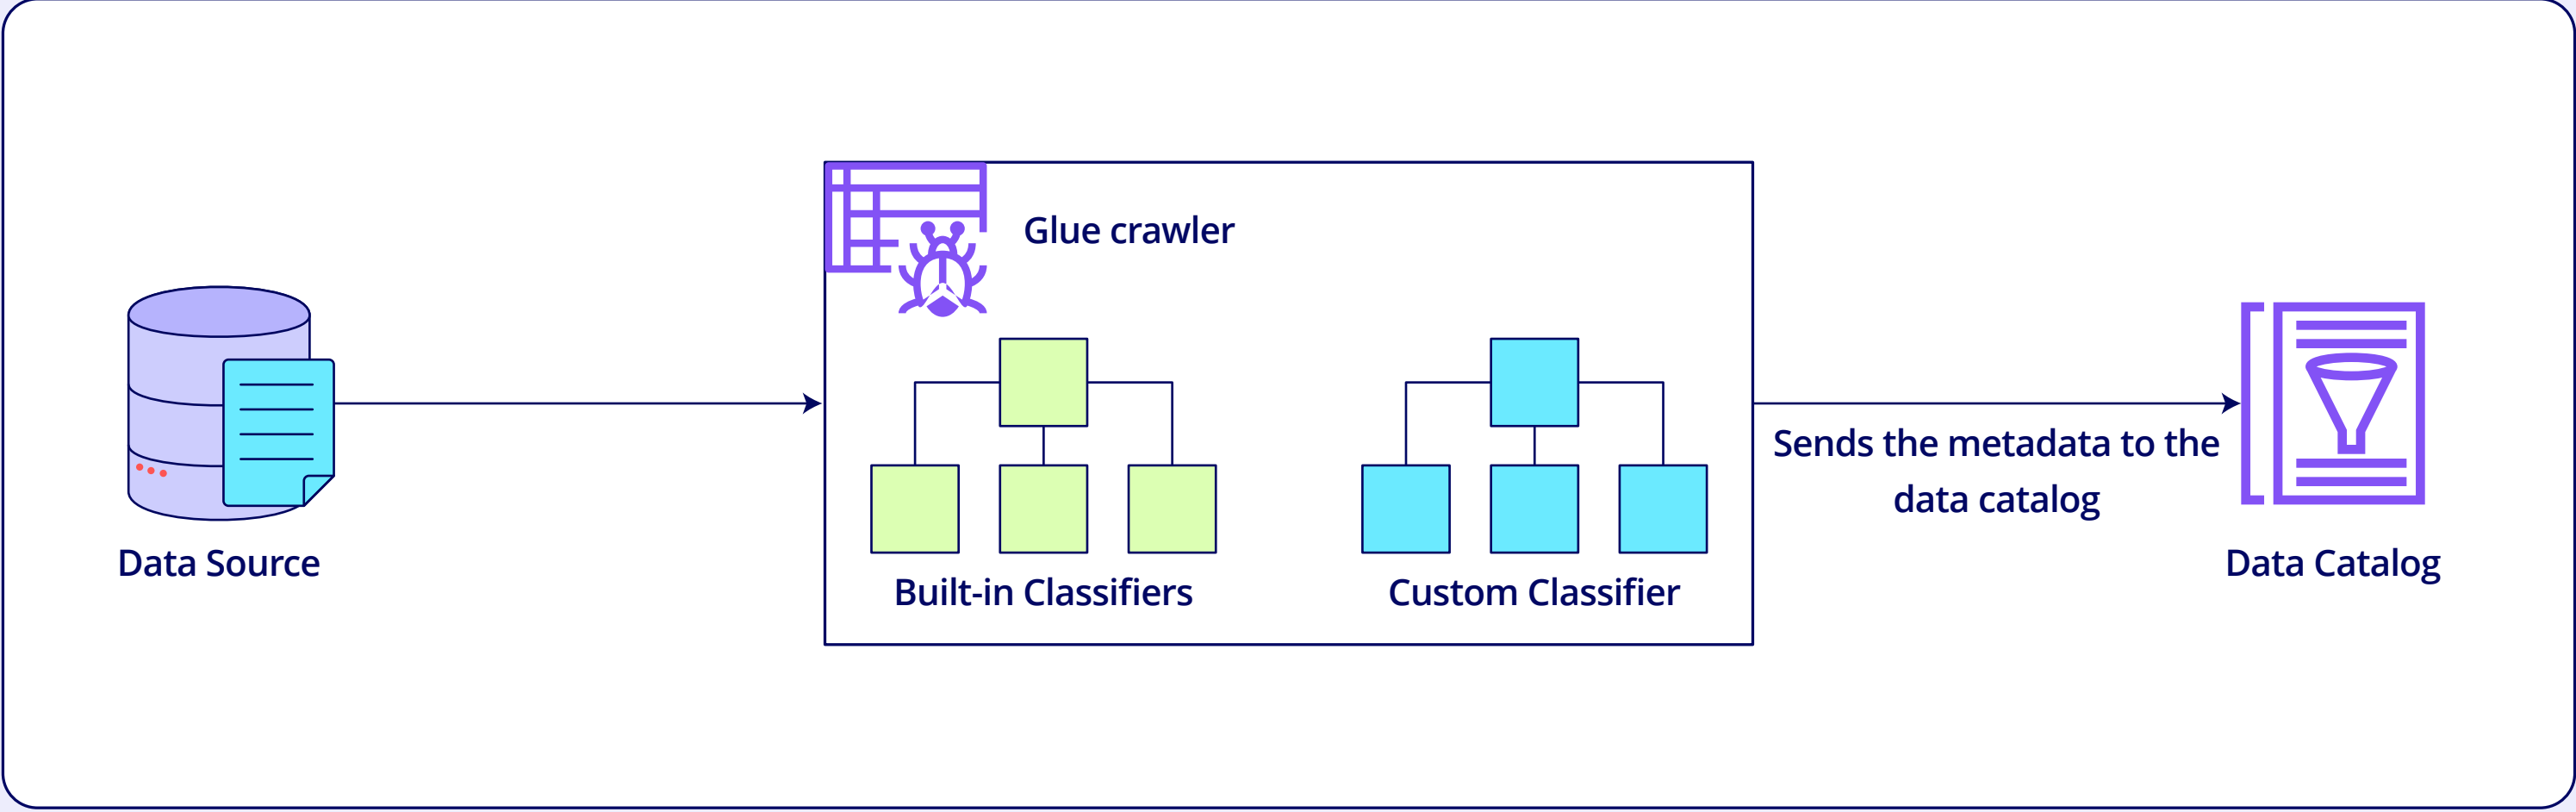 Glue crawler
Sends the metadata to the
data catalog
Data Source
Built-in Classifiers
Custom Classifier
Data Catalog